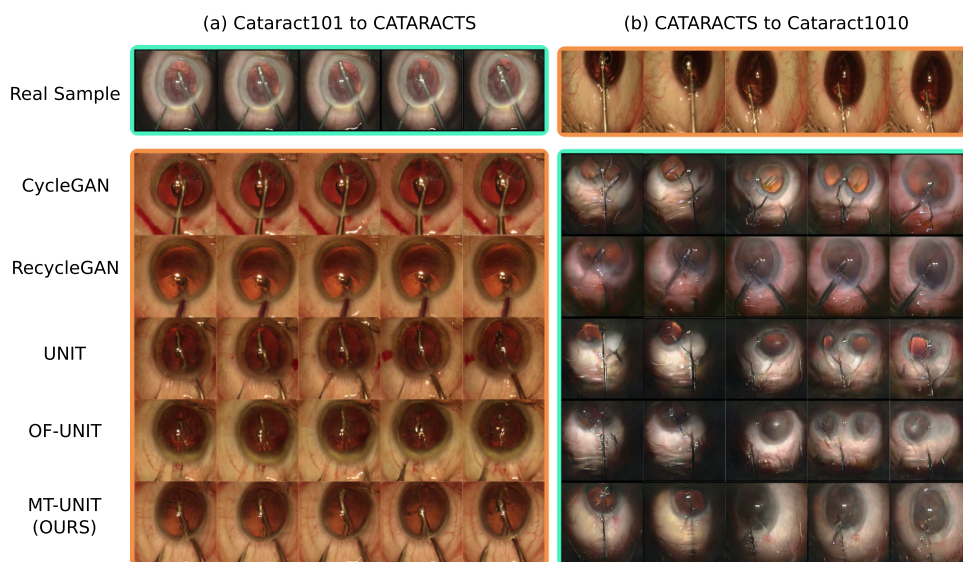 (a) Cataract101 to CATARACTS
(b) CATARACTS to Cataract1010
Real Sample
CycleGAN
RecycleGAN
UNIT
OF-UNIT
MT-UNIT
(OURS)